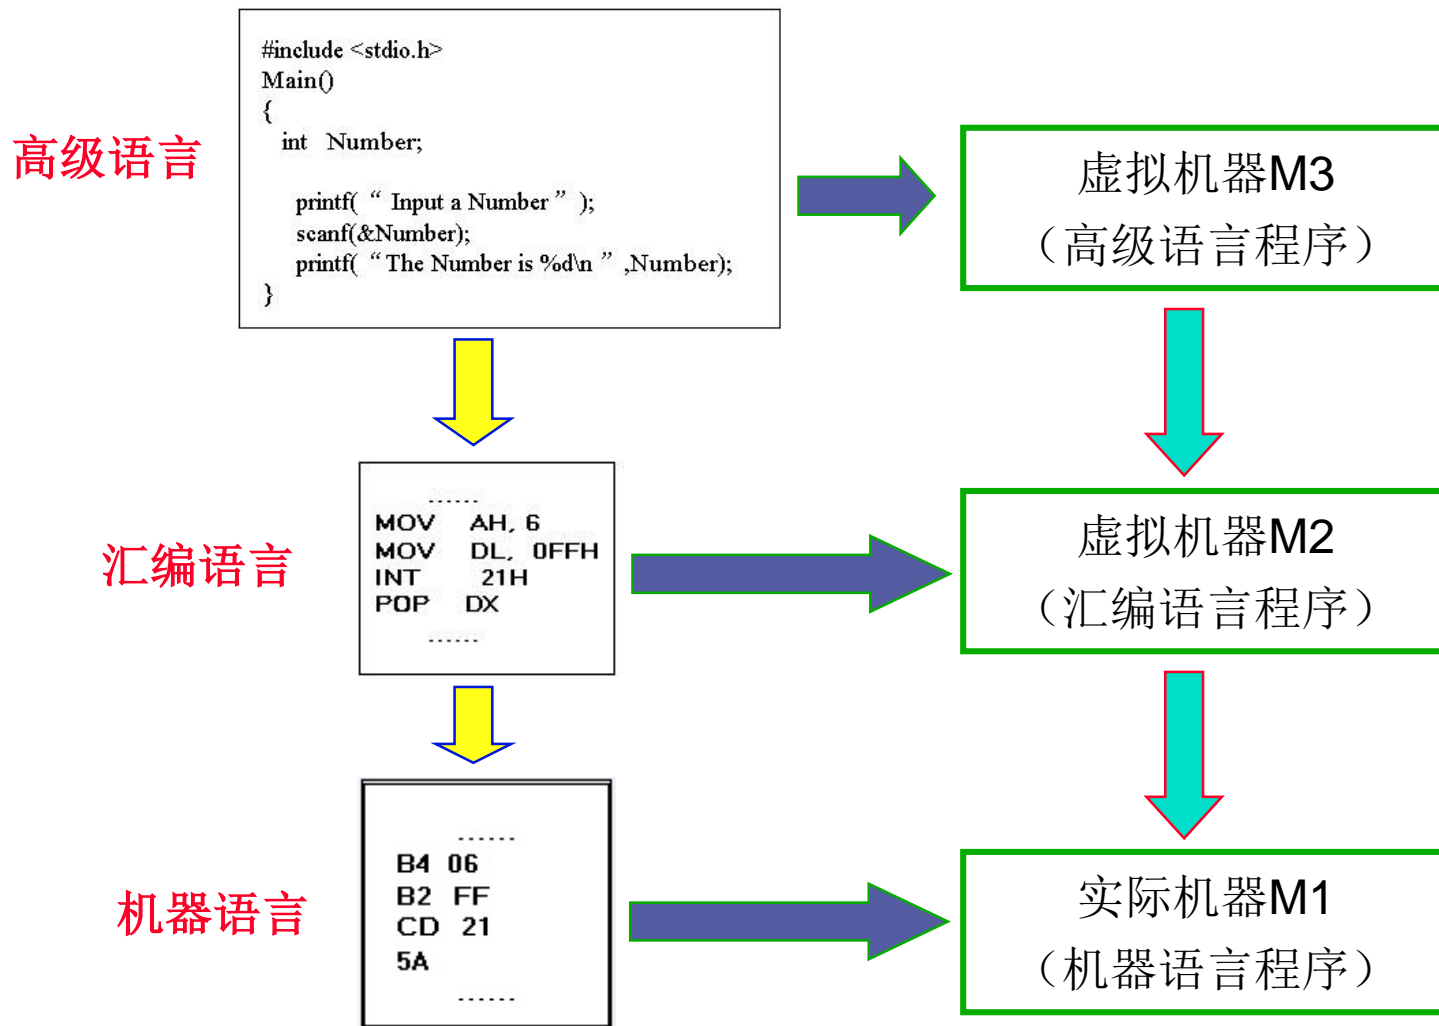 #include <stdio.h>
Main()
{
int Number;
printf( “ Input a Number ” );
scanf(&Number);
printf( “ The Number is %d\n ” ,Number);
}
高级语言
虚拟机器M3
（高级语言程序）
......
MOV AH, 6
MOV DL, 0FFH
INT 21H
POP DX
......
汇编语言
虚拟机器M2
（汇编语言程序）
......
B4 06
B2 FF
CD 21
5A
......
机器语言
实际机器M1
（机器语言程序）